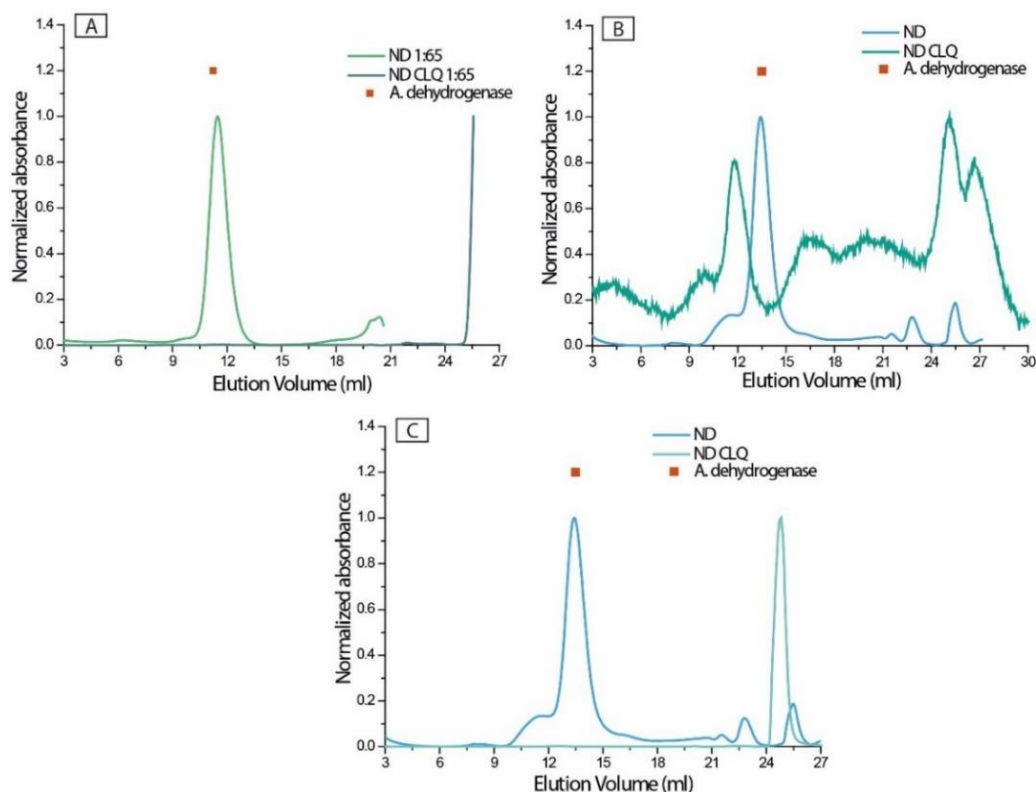 A
ND 1:65
ND CLQ 1:65
A. dehydrogenase
1.4
1.2
1.0
0.8
0.6
0.4
0.2
0.0
Normalized absorbance
3 6 9 12 15 18 21 24 27
Elution Volume (ml)
B
ND
ND CLQ
A. dehydrogenase
1.4
1.2
1.0
0.8
0.6
0.4
0.2
0.0
Normalized absorbance
3 6 9 12 15 18 21 24 27 30
Elution Volume (ml)
C
ND
ND CLQ
A. dehydrogenase
1.4
1.2
1.0
0.8
0.6
0.4
0.2
0.0
Normalized absorbance
3 6 9 12 15 18 21 24 27
Elution Volume (ml)